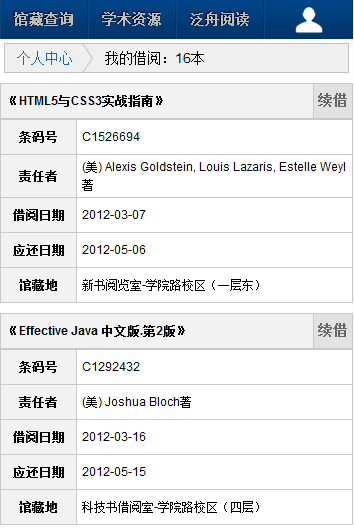 馆藏查询 学术资源 泛舟阅读
个人中心 我的借阅：16本
《HTML5与CSS3实战指南》 续借
条码号 C1526694
责任者 (美) Alexis Goldstein, Louis Lazaris, Estelle Weyl
著
借阅日期 2012-03-07
应还日期 2012-05-06
馆藏地 新书阅览室-学院路校区（一层东）
《Effective Java 中文版.第2版》 续借
条码号 C1292432
责任者 (美) Joshua Bloch著
借阅日期 2012-03-16
应还日期 2012-05-15
馆藏地 科技书借阅室-学院路校区（四层）